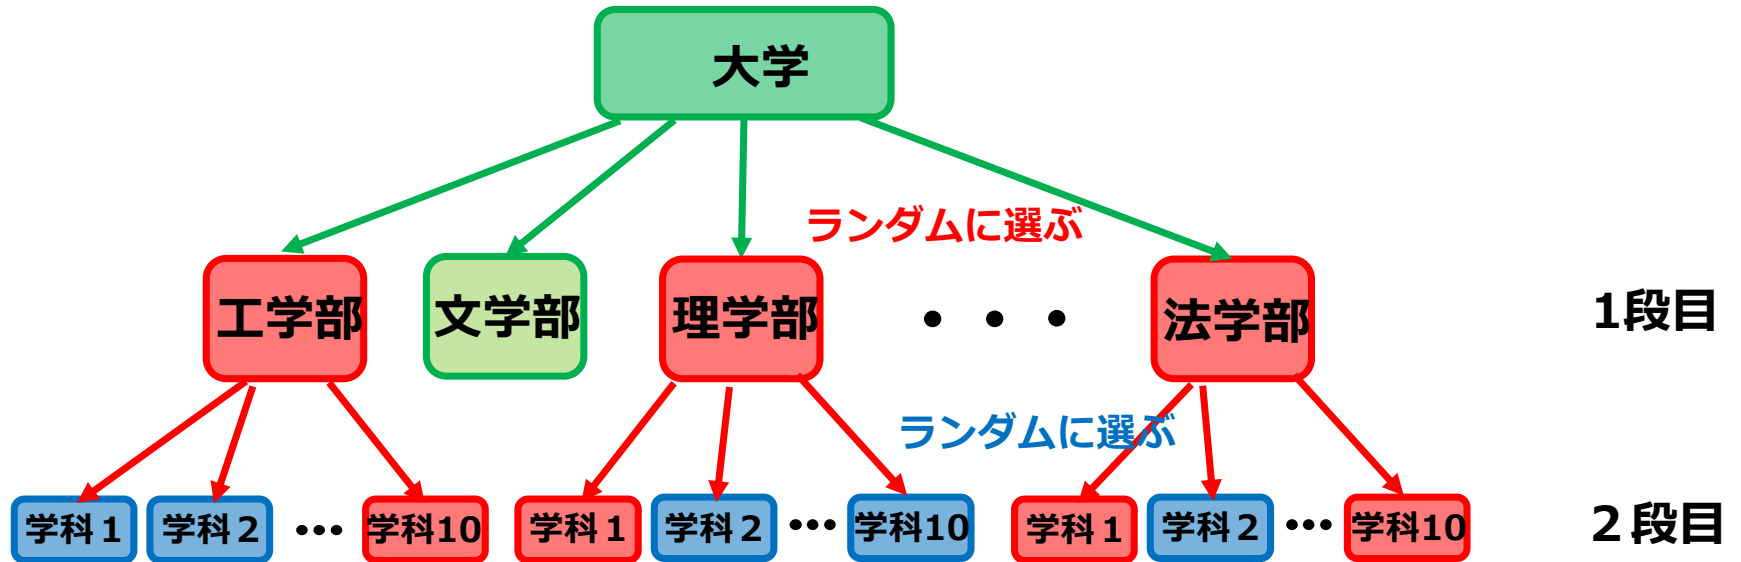 大学
ランダムに選ぶ
工学部 文学部 理学部 ・・・ 法学部 1段目
ランダムに選ぶ
学科1 学科2 ••• 学科10 学科1 学科2 ••• 学科10 学科1 学科2 ••• 学科10 2段目